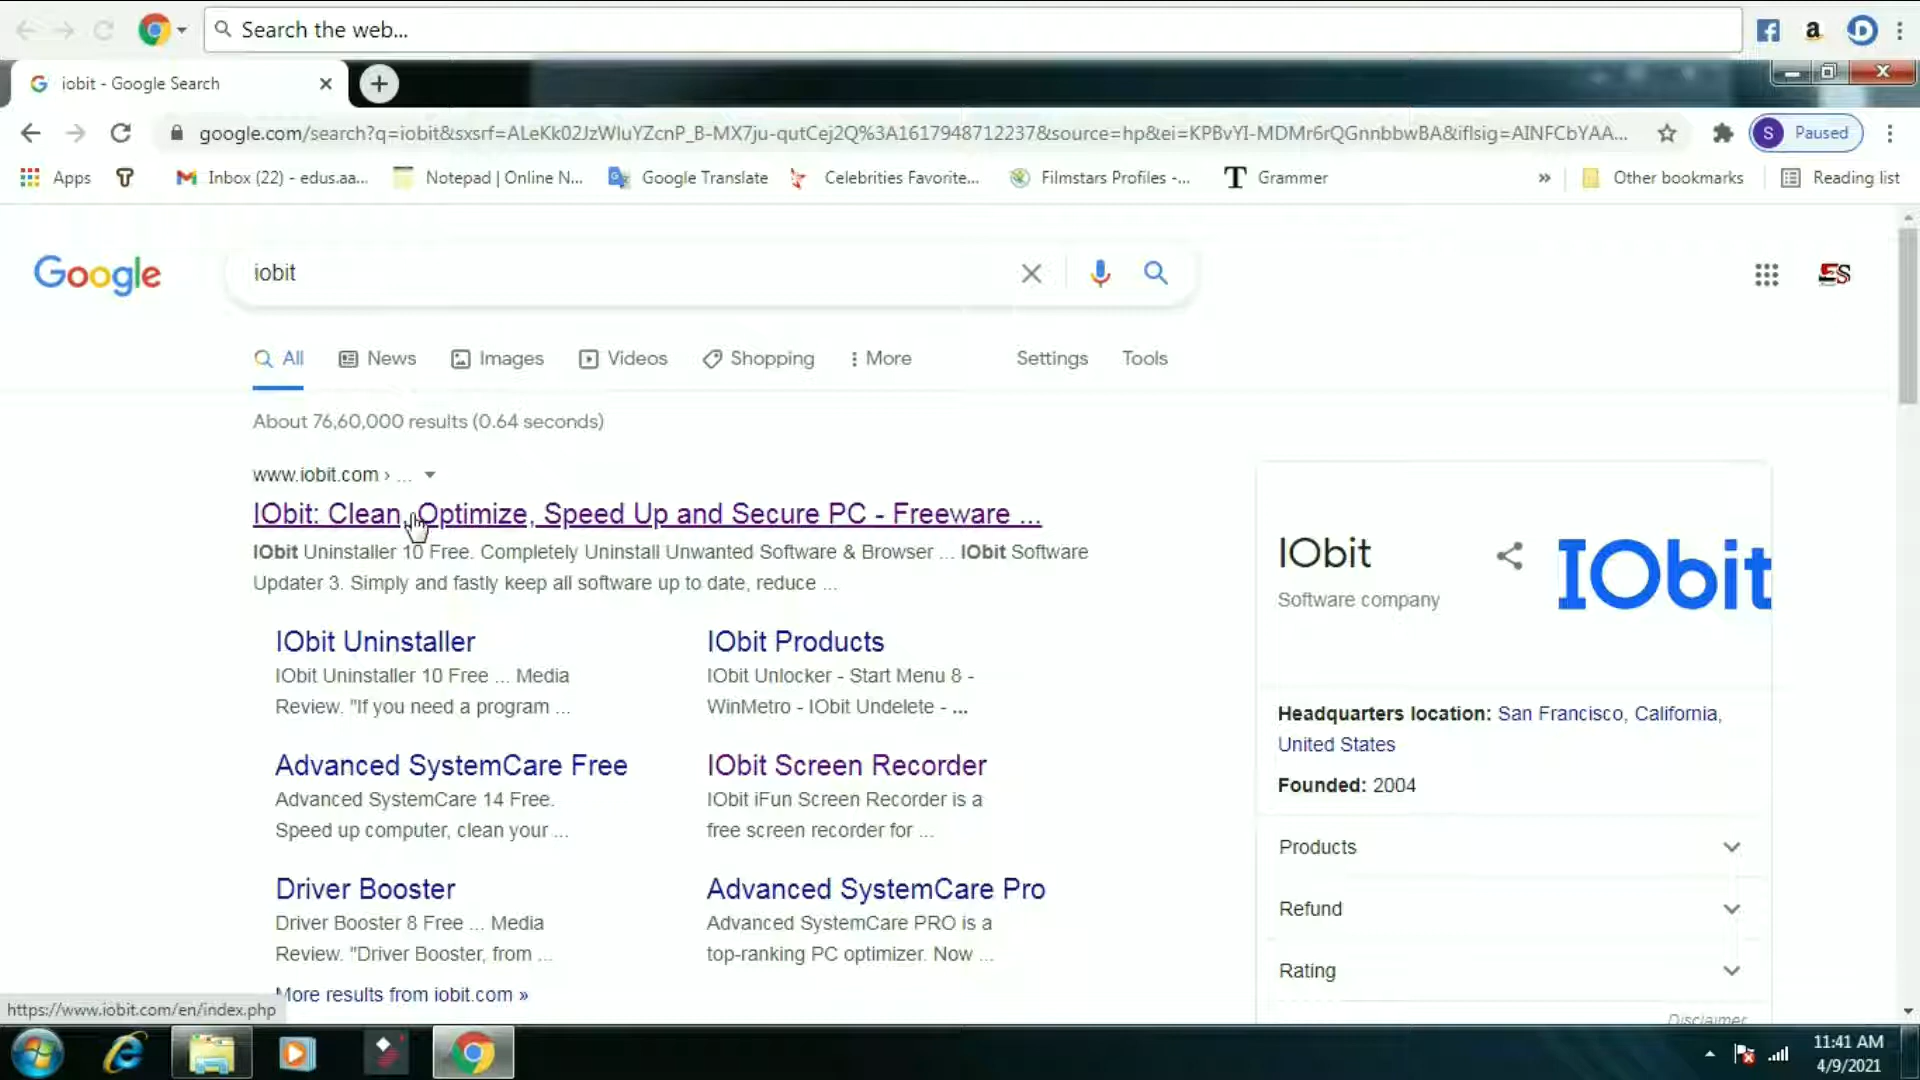 Search the web...
a
iobit - Google Search
google.com/search?q=iobit&sxsrf=ALeKk02JzWluYZcnP_B-MX7ju-qutCej2Q%3A1617948712237&source=hp&ei=KPBvYI-MDMr6rQGnnbbwBA&iflsig=AINFCbYAA...
S Paused
Apps
T
Inbox (22) - edus.aa...
Notepad | Online N...
Google Translate
Celebrities Favorite...
Filmstars Profiles -...
T Grammer
»
Other bookmarks
Reading list
Google
iobit
All
News
Images
Videos
Shopping
More
Settings
Tools
About 76,60,000 results (0.64 seconds)
www.iobit.com › ...
IObit: Clean, Optimize, Speed Up and Secure PC - Freeware ...
IObit Uninstaller 10 Free. Completely Uninstall Unwanted Software & Browser ... IObit Software
Updater 3. Simply and fastly keep all software up to date, reduce ...
IObit Uninstaller
IObit Uninstaller 10 Free ... Media
Review. "If you need a program ...
IObit Products
IObit Unlocker - Start Menu 8 -
WinMetro - IObit Undelete - ...
Advanced SystemCare Free
Advanced SystemCare 14 Free.
Speed up computer, clean your ...
IObit Screen Recorder
IObit iFun Screen Recorder is a
free screen recorder for ...
Driver Booster
Driver Booster 8 Free ... Media
Review. "Driver Booster, from ...
Advanced SystemCare Pro
Advanced SystemCare PRO is a
top-ranking PC optimizer. Now ...
More results from iobit.com »
IObit
Software company
IObit
Headquarters location: San Francisco, California,
United States
Founded: 2004
Products
Refund
Rating
Disclaimer
https://www.iobit.com/en/index.php
11:41 AM
4/9/2021